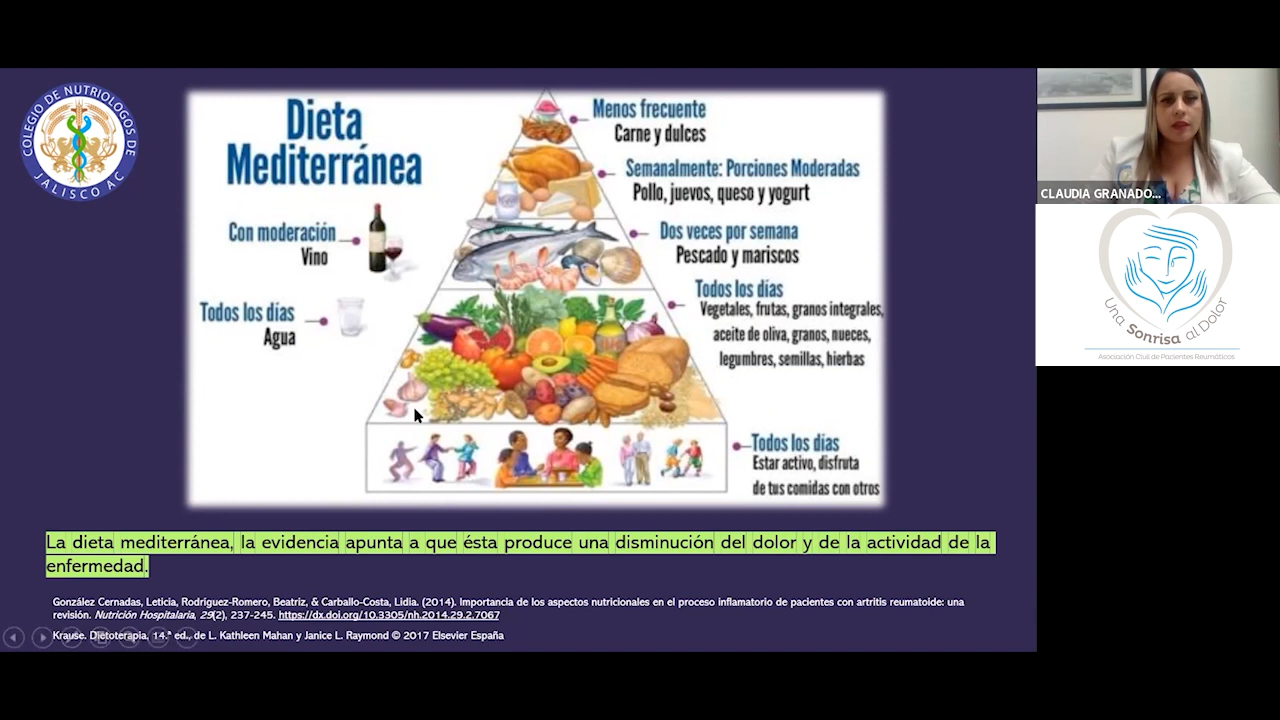 COLEGIO DE NUTRIOLOGOS DE JALISCO AC
Dieta
Mediterránea
Con moderación
Vino
Todos los días
Agua
Menos frecuente
Carne y dulces
Semanalmente: Porciones Moderadas
Pollo, juevos, queso y yogurt
Dos veces por semana
Pescado y mariscos
Todos los días
Vegetales, frutas, granos integrales,
aceite de oliva, granos, nueces,
legumbres, semillas, hierbas
Todos los días
Estar activo, disfruta
de tus comidas con otros
La dieta mediterránea, la evidencia apunta a que ésta produce una disminución del dolor y de la actividad de la
enfermedad.
González Cernadas, Leticia, Rodríguez-Romero, Beatriz, & Carballo-Costa, Lidia. (2014). Importancia de los aspectos nutricionales en el proceso inflamatorio de pacientes con artritis reumatoide: una
revisión. Nutrición Hospitalaria, 29(2), 237-245. https://dx.doi.org/10.3305/nh.2014.29.2.7067
Krause. Dietoterapia, 14.ª ed., de L. Kathleen Mahan y Janice L. Raymond © 2017 Elsevier España
CLAUDIA GRANADO...
Una Sonrisa al Dolor
Asociación Civil de Pacientes Reumáticos